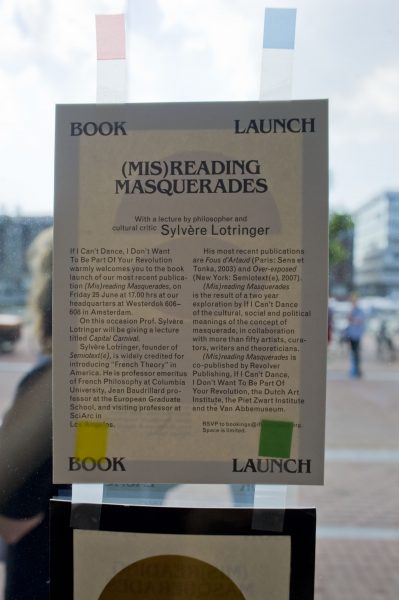 BOOK LAUNCH
(MIS)READING
MASQUERADES
With a lecture by philosopher and
cultural critic Sylvère Lotringer
If I Can't Dance, I Don't Want
To Be Part Of Your Revolution
warmly welcomes you to the book
launch of our most recent publica-
tion (Mis)Reading Masquerades, on
Friday 25 June at 17.00 hrs at our
headquarters at Westerdok 606–
608 in Amsterdam.
On this occasion Prof. Sylvère
Lotringer will be giving a lecture
titled Capital Carnival.
Sylvère Lotringer, founder of
Semiotext(e), is widely credited for
introducing "French Theory" in
America. He is professor emeritus
of French Philosophy at Columbia
University, Jean Baudrillard pro-
fessor at the European Graduate
School, and visiting professor at
SciArc in
Los Angeles.
His most recent publications
are Fous d'Artaud (Paris: Sens et
Tonka, 2003) and Over-exposed
(New York: Semiotext(e), 2007).
(Mis)reading Masquerades
is the result of a two year
exploration by If I Can't Dance
of the cultural, social and political
meanings of the concept of
masquerade, in collaboration
with more than fifty artists, cura-
tors, writers and theoreticians.
(Mis)reading Masquerades is
co-published by Revolver
Publishing, If I Can't Dance,
I Don't Want To Be Part Of
Your Revolution, the Dutch Art
Institute, the Piet Zwart Institute
and the Van Abbemuseum.
RSVP to
Space is limited.
BOOK LAUNCH